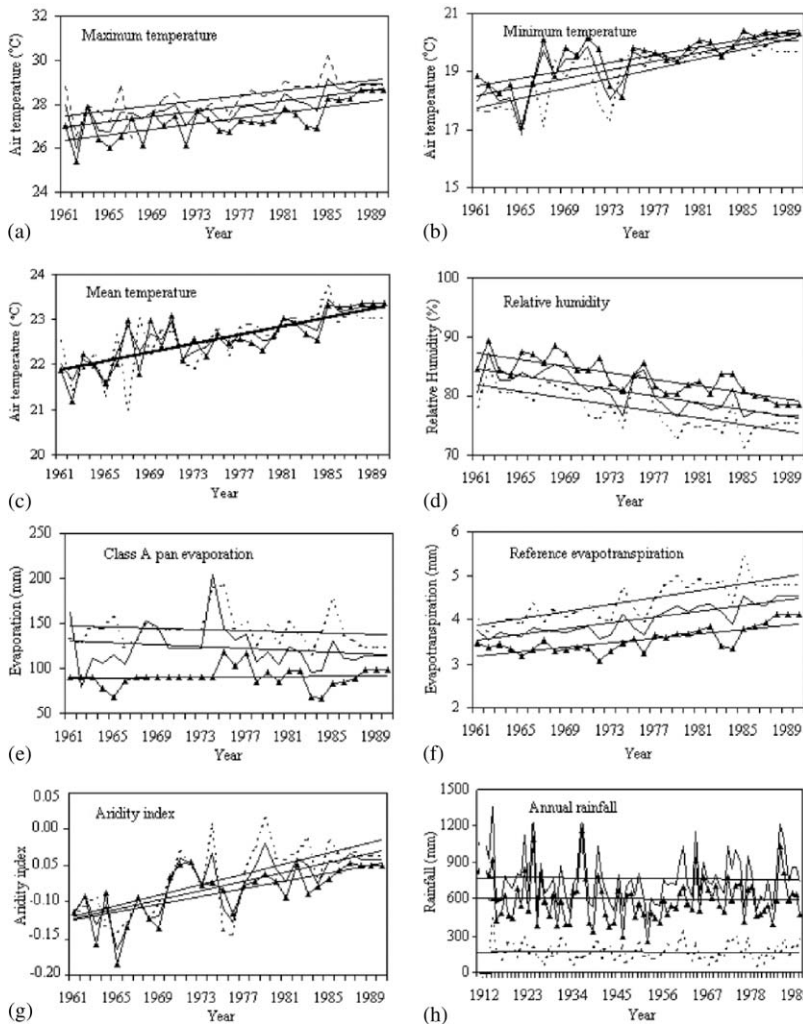 32
Maximum temperature
30
28
26
24
Air temperature (°C)
1961 1965 1969 1973 1977 1981 1985 1989
Year
(a)
21
Minimum temperature
19
17
15
Air temperature (°C)
1961 1965 1969 1973 1977 1981 1985 1989
Year
(b)
24
Mean temperature
23
22
21
20
Air temperature (°C)
1961 1965 1969 1973 1977 1981 1985 1989
Year
(c)
100
Relative humidity
90
80
70
Relative Humidity (%)
1961 1965 1969 1973 1977 1981 1985 1989
Year
(d)
250
Class A pan evaporation
200
150
100
50
Evaporation (mm)
1961 1965 1969 1973 1977 1981 1985 1989
Year
(e)
6
Reference evapotranspiration
5
4
3
2
Evapotranspiration (mm)
1961 1965 1969 1973 1977 1981 1985 1989
Year
(f)
0.05
Aridity index
0.00
-0.05
-0.10
-0.15
-0.20
Aridity index
1961 1965 1969 1973 1977 1981 1985 1989
Year
(g)
1500
Annual rainfall
1200
900
600
300
0
Rainfall (mm)
1912 1923 1934 1945 1956 1967 1978 1989
Year
(h)